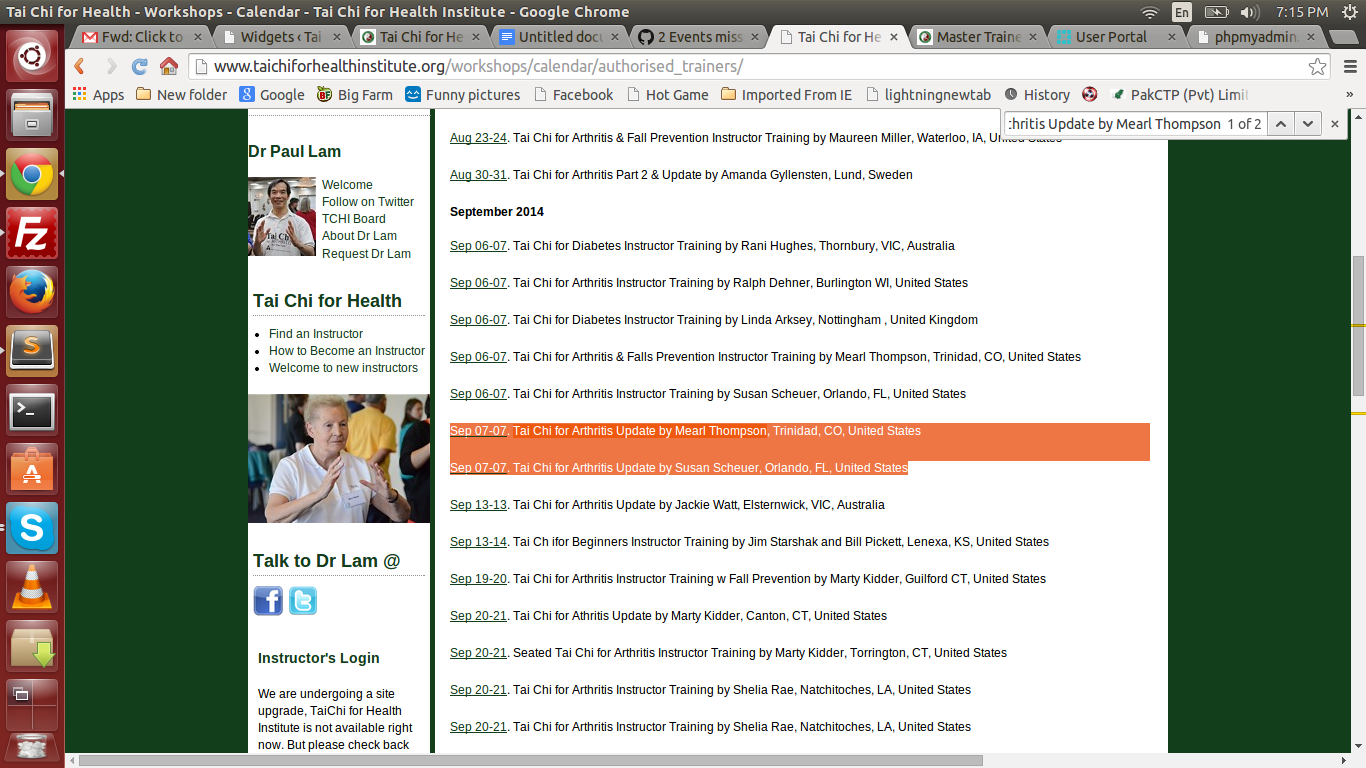 Tai Chi for Health - Workshops - Calendar - Tai Chi for Health Institute - Google Chrome
En
7:15 PM
Fwd: Click to
Widgets ‹ Tai
Tai Chi for He
Untitled docu
2 Events miss
Tai Chi for He
Master Traine
User Portal
phpmyadmin.
www.taichiforhealthinstitute.org/workshops/calendar/authorised_trainers/
Apps
New folder
Google
Big Farm
Funny pictures
Facebook
Hot Game
Imported From IE
lightningnewtab
History
PakCTP (Pvt) Limit
»
hritis Update by Mearl Thompson 1 of 2
Dr Paul Lam
Welcome
Follow on Twitter
TCHI Board
About Dr Lam
Request Dr Lam
Tai Chi for Health
Find an Instructor
How to Become an Instructor
Welcome to new instructors
Talk to Dr Lam @
Instructor's Login
We are undergoing a site
upgrade, TaiChi for Health
Institute is not available right
now. But please check back
Aug 23-24. Tai Chi for Arthritis & Fall Prevention Instructor Training by Maureen Miller, Waterloo, IA, United States
Aug 30-31. Tai Chi for Arthritis Part 2 & Update by Amanda Gyllensten, Lund, Sweden
September 2014
Sep 06-07. Tai Chi for Diabetes Instructor Training by Rani Hughes, Thornbury, VIC, Australia
Sep 06-07. Tai Chi for Arthritis Instructor Training by Ralph Dehner, Burlington WI, United States
Sep 06-07. Tai Chi for Diabetes Instructor Training by Linda Arksey, Nottingham , United Kingdom
Sep 06-07. Tai Chi for Arthritis & Falls Prevention Instructor Training by Mearl Thompson, Trinidad, CO, United States
Sep 06-07. Tai Chi for Arthritis Instructor Training by Susan Scheuer, Orlando, FL, United States
Sep 07-07. Tai Chi for Arthritis Update by Mearl Thompson, Trinidad, CO, United States
Sep 07-07. Tai Chi for Arthritis Update by Susan Scheuer, Orlando, FL, United States
Sep 13-13. Tai Chi for Arthritis Update by Jackie Watt, Elsternwick, VIC, Australia
Sep 13-14. Tai Ch ifor Beginners Instructor Training by Jim Starshak and Bill Pickett, Lenexa, KS, United States
Sep 19-20. Tai Chi for Arthritis Instructor Training w Fall Prevention by Marty Kidder, Guilford CT, United States
Sep 20-21. Tai Chi for Athritis Update by Marty Kidder, Canton, CT, United States
Sep 20-21. Seated Tai Chi for Arthritis Instructor Training by Marty Kidder, Torrington, CT, United States
Sep 20-21. Tai Chi for Arthritis Instructor Training by Shelia Rae, Natchitoches, LA, United States
Sep 20-21. Tai Chi for Arthritis Instructor Training by Shelia Rae, Natchitoches, LA, United States